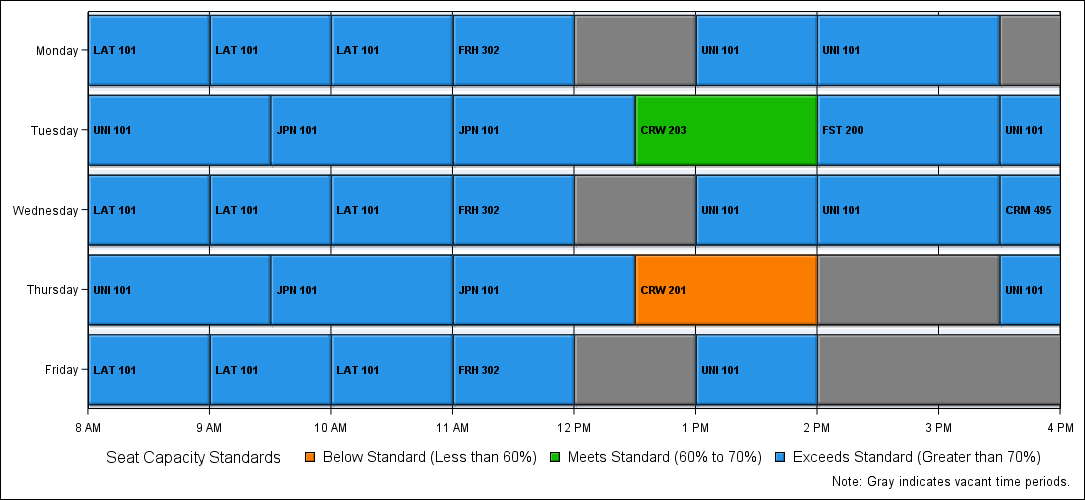 Monday LAT 101 LAT 101 LAT 101 FRH 302 UNI 101 UNI 101
Tuesday UNI 101 JPN 101 JPN 101 CRW 203 FST 200 UNI 101
Wednesday LAT 101 LAT 101 LAT 101 FRH 302 UNI 101 UNI 101 CRM 495
Thursday UNI 101 JPN 101 JPN 101 CRW 201 UNI 101
Friday LAT 101 LAT 101 LAT 101 FRH 302 UNI 101
8 AM 9 AM 10 AM 11 AM 12 PM 1 PM 2 PM 3 PM 4 PM
Seat Capacity Standards Below Standard (Less than 60%) Meets Standard (60% to 70%) Exceeds Standard (Greater than 70%)
Note: Gray indicates vacant time periods.